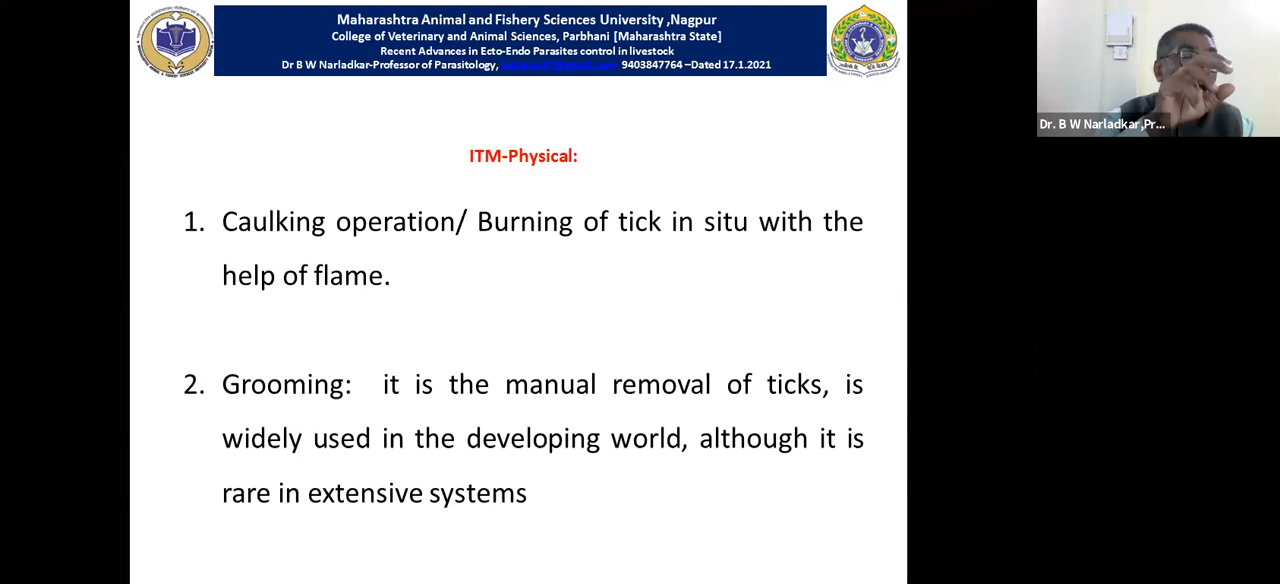 Maharashtra Animal and Fishery Sciences University ,Nagpur
College of Veterinary and Animal Sciences, Parbhani [Maharashtra State]
Recent Advances in Ecto-Endo Parasites control in livestock
Dr B W Narladkar-Professor of Parasitology, 9403847764 –Dated 17.1.2021
Dr. B W Narladkar,Pr...
ITM-Physical:
1. Caulking operation/ Burning of tick in situ with the
help of flame.
2. Grooming: it is the manual removal of ticks, is
widely used in the developing world, although it is
rare in extensive systems